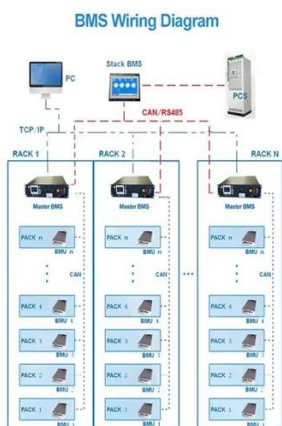 BMS Wiring Diagram
Stack BMS
PC
PCS
CAN/RS485
TCP/IP
RACK 1
RACK 2
RACK N
Master BMS
Master BMS
Master BMS
PACK n
PACK n
PACK n
BMU n
BMU n
BMU n
CAN
CAN
CAN
PACK 4
PACK 4
PACK 4
BMU 4
BMU 4
BMU 4
PACK 3
PACK 3
PACK 3
BMU 3
BMU 3
BMU 3
PACK 2
PACK 2
PACK 2
BMU 2
BMU 2
BMU 2
PACK 1
PACK 1
PACK 1
BMU 1
BMU 1
BMU 1